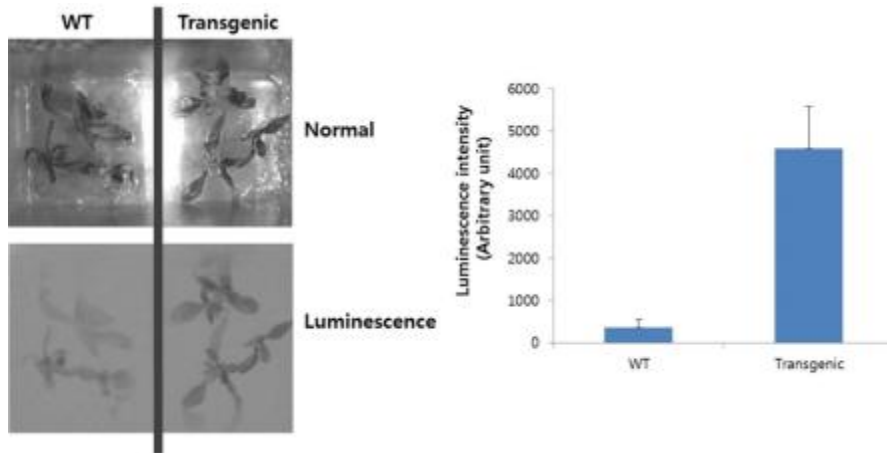 WT Transgenic
Normal
Luminescence
Luminescence intensity
(Arbitrary unit)
6000
5000
4000
3000
2000
1000
0
WT Transgenic